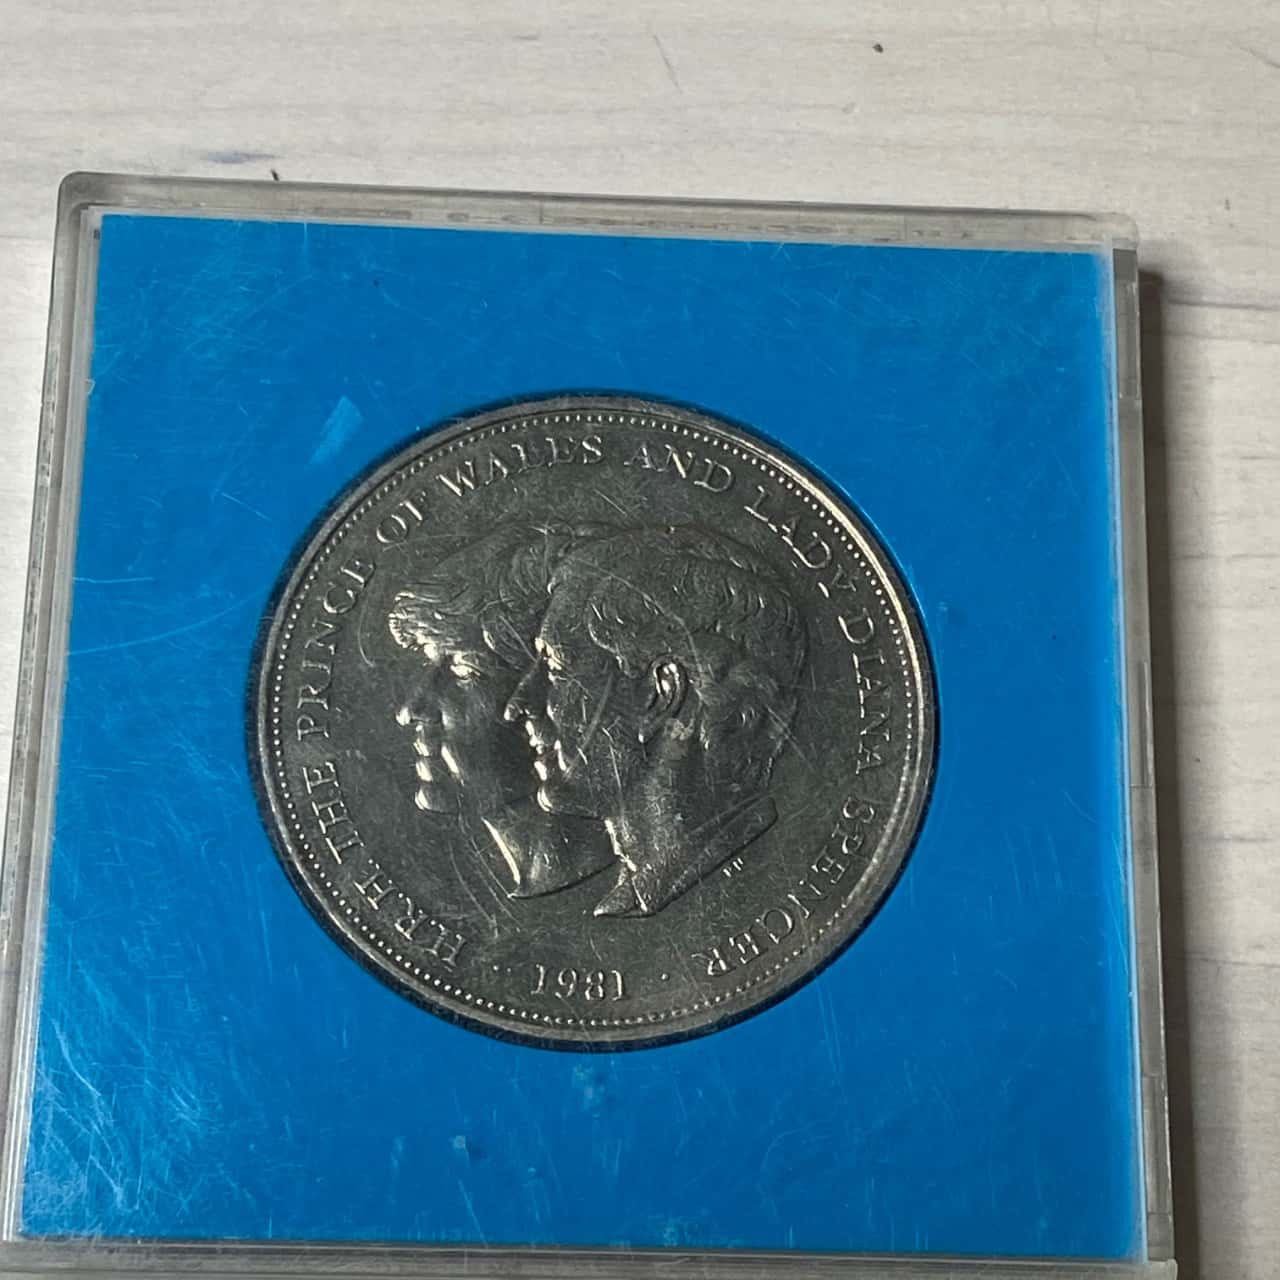 H.R.H. THE PRINCE OF WALES AND LADY DIANA SPENCER
· 1981 ·